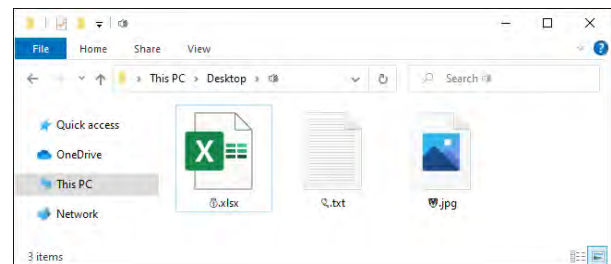 File Home Share View
This PC > Desktop >
Search
Quick access
OneDrive
This PC
Network
.xlsx .txt .jpg
3 items